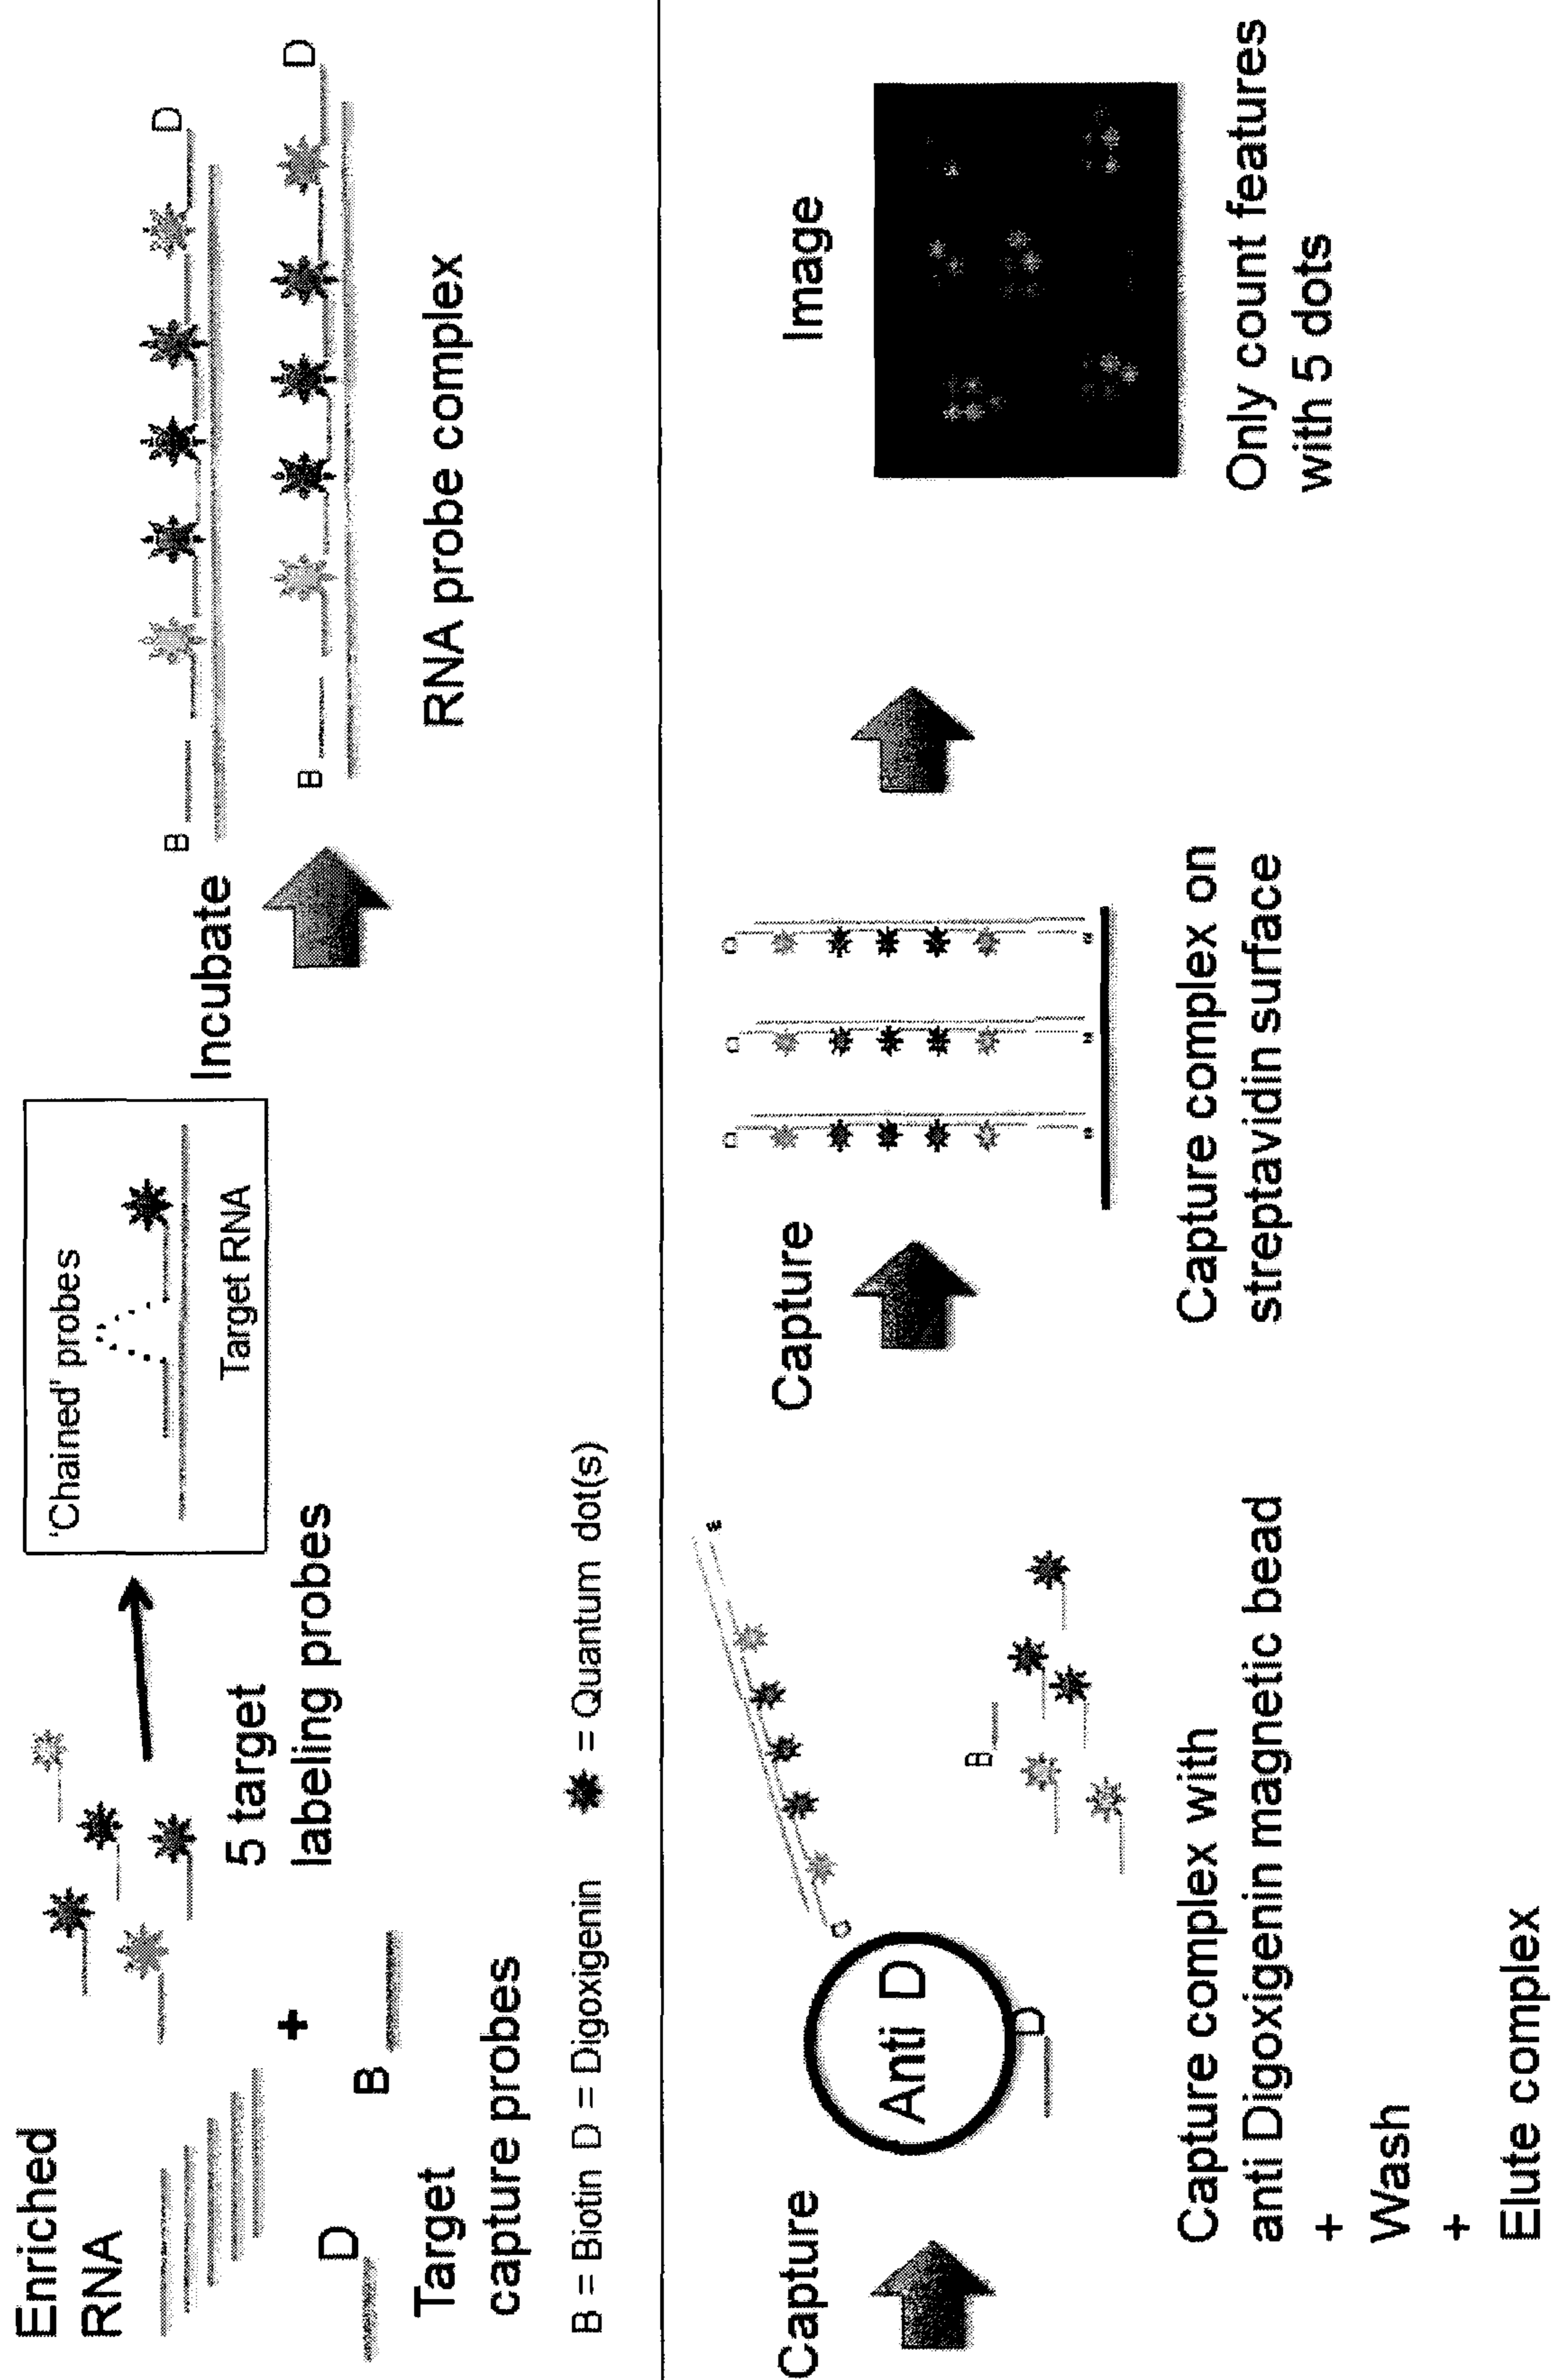 Enriched
RNA
D
B
+
Target
capture probes
5 target
labeling probes
'Chained' probes
Target RNA
Incubate
B
D
B
D
RNA probe complex
B = Biotin D = Digoxigenin = Quantum dot(s)
Capture
Anti D
D
D
B
B
Capture complex with
anti Digoxigenin magnetic bead
+
Wash
+
Elute complex
Capture
D
D
D
B
B
B
Capture complex on
streptavidin surface
Image
Only count features
with 5 dots